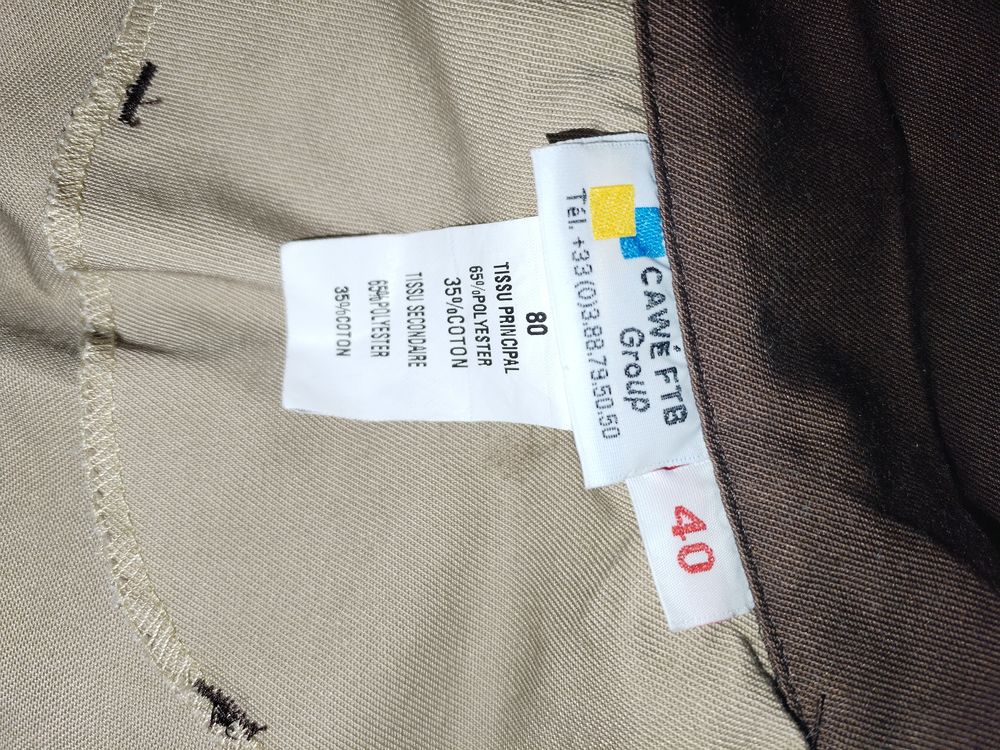 CAWÉ FTB
Group
Tél. +33(0)3.88.79.50.50
40
80
TISSU PRINCIPAL
65%POLYESTER
35%COTON
TISSU SECONDAIRE
65%POLYESTER
35%COTON